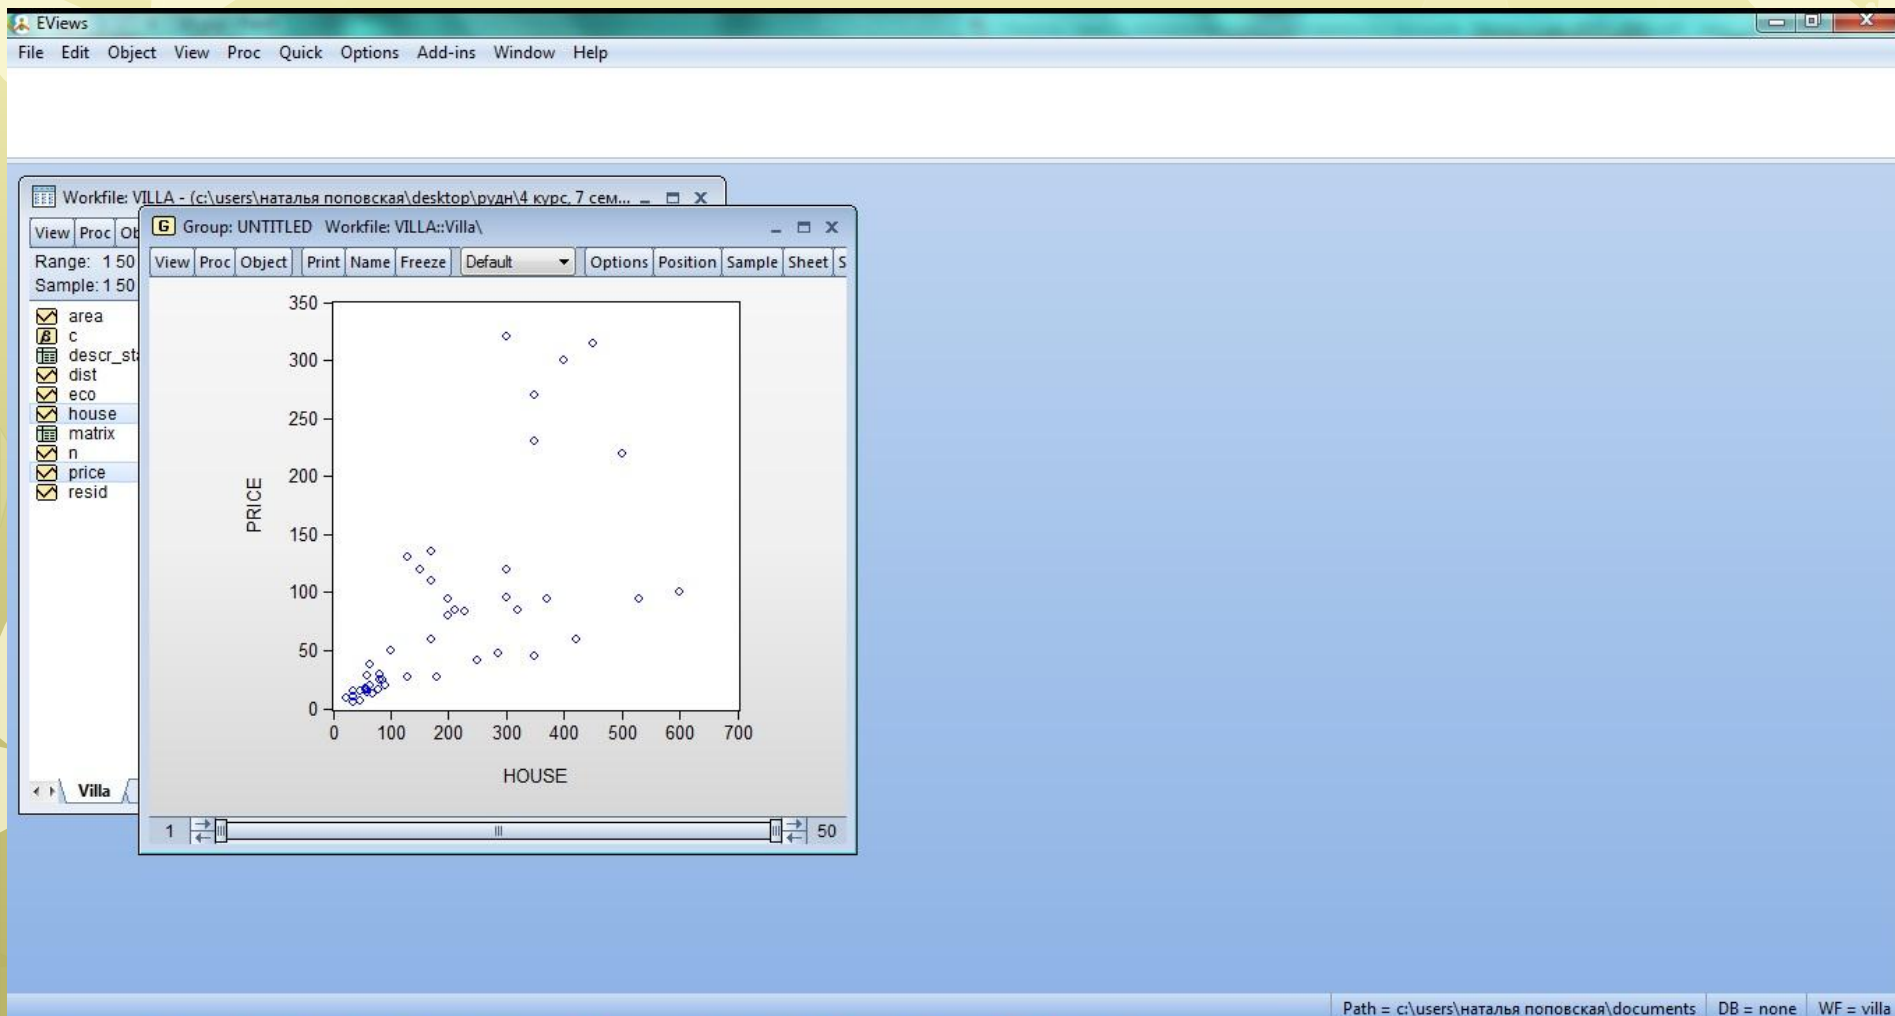 EViews
File Edit Object View Proc Quick Options Add-ins Window Help
Workfile: VILLA - (c:\users\наталья поповская\desktop\рудн\4 курс, 7 сем...
View Proc Ob
Range: 1 50
Sample: 1 50
area
c
descr_sta
dist
eco
house
matrix
n
price
resid
Villa
Group: UNTITLED Workfile: VILLA::Villa\
View Proc Object Print Name Freeze Default Options Position Sample Sheet S
350
300
250
200
150
100
50
0
PRICE
0 100 200 300 400 500 600 700
HOUSE
1 50
Path = c:\users\наталья поповская\documents DB = none WF = villa